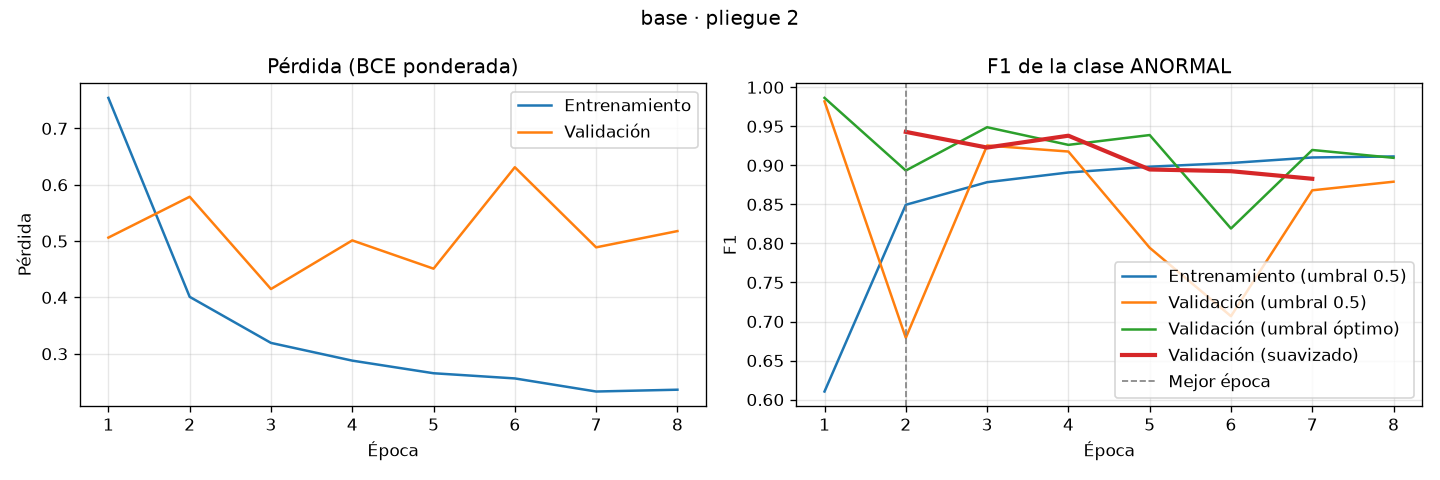 base · pliegue 2
Pérdida (BCE ponderada)
Pérdida
0.7
0.6
0.5
0.4
0.3
1 2 3 4 5 6 7 8
Época
Entrenamiento
Validación
F1 de la clase ANORMAL
F1
1.00
0.95
0.90
0.85
0.80
0.75
0.70
0.65
0.60
1 2 3 4 5 6 7 8
Época
Entrenamiento (umbral 0.5)
Validación (umbral 0.5)
Validación (umbral óptimo)
Validación (suavizado)
Mejor época